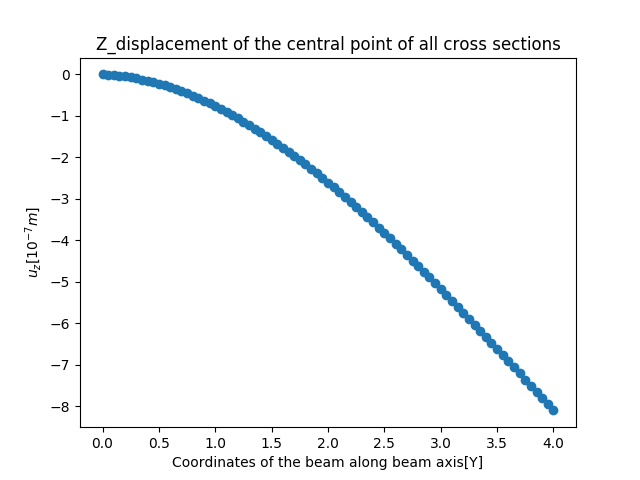 Z_displacement of the central point of all cross sections
0
−1
−2
−3
−4
−5
−6
−7
−8
u_z[10^{−7}m]
0.0 0.5 1.0 1.5 2.0 2.5 3.0 3.5 4.0
Coordinates of the beam along beam axis[Y]